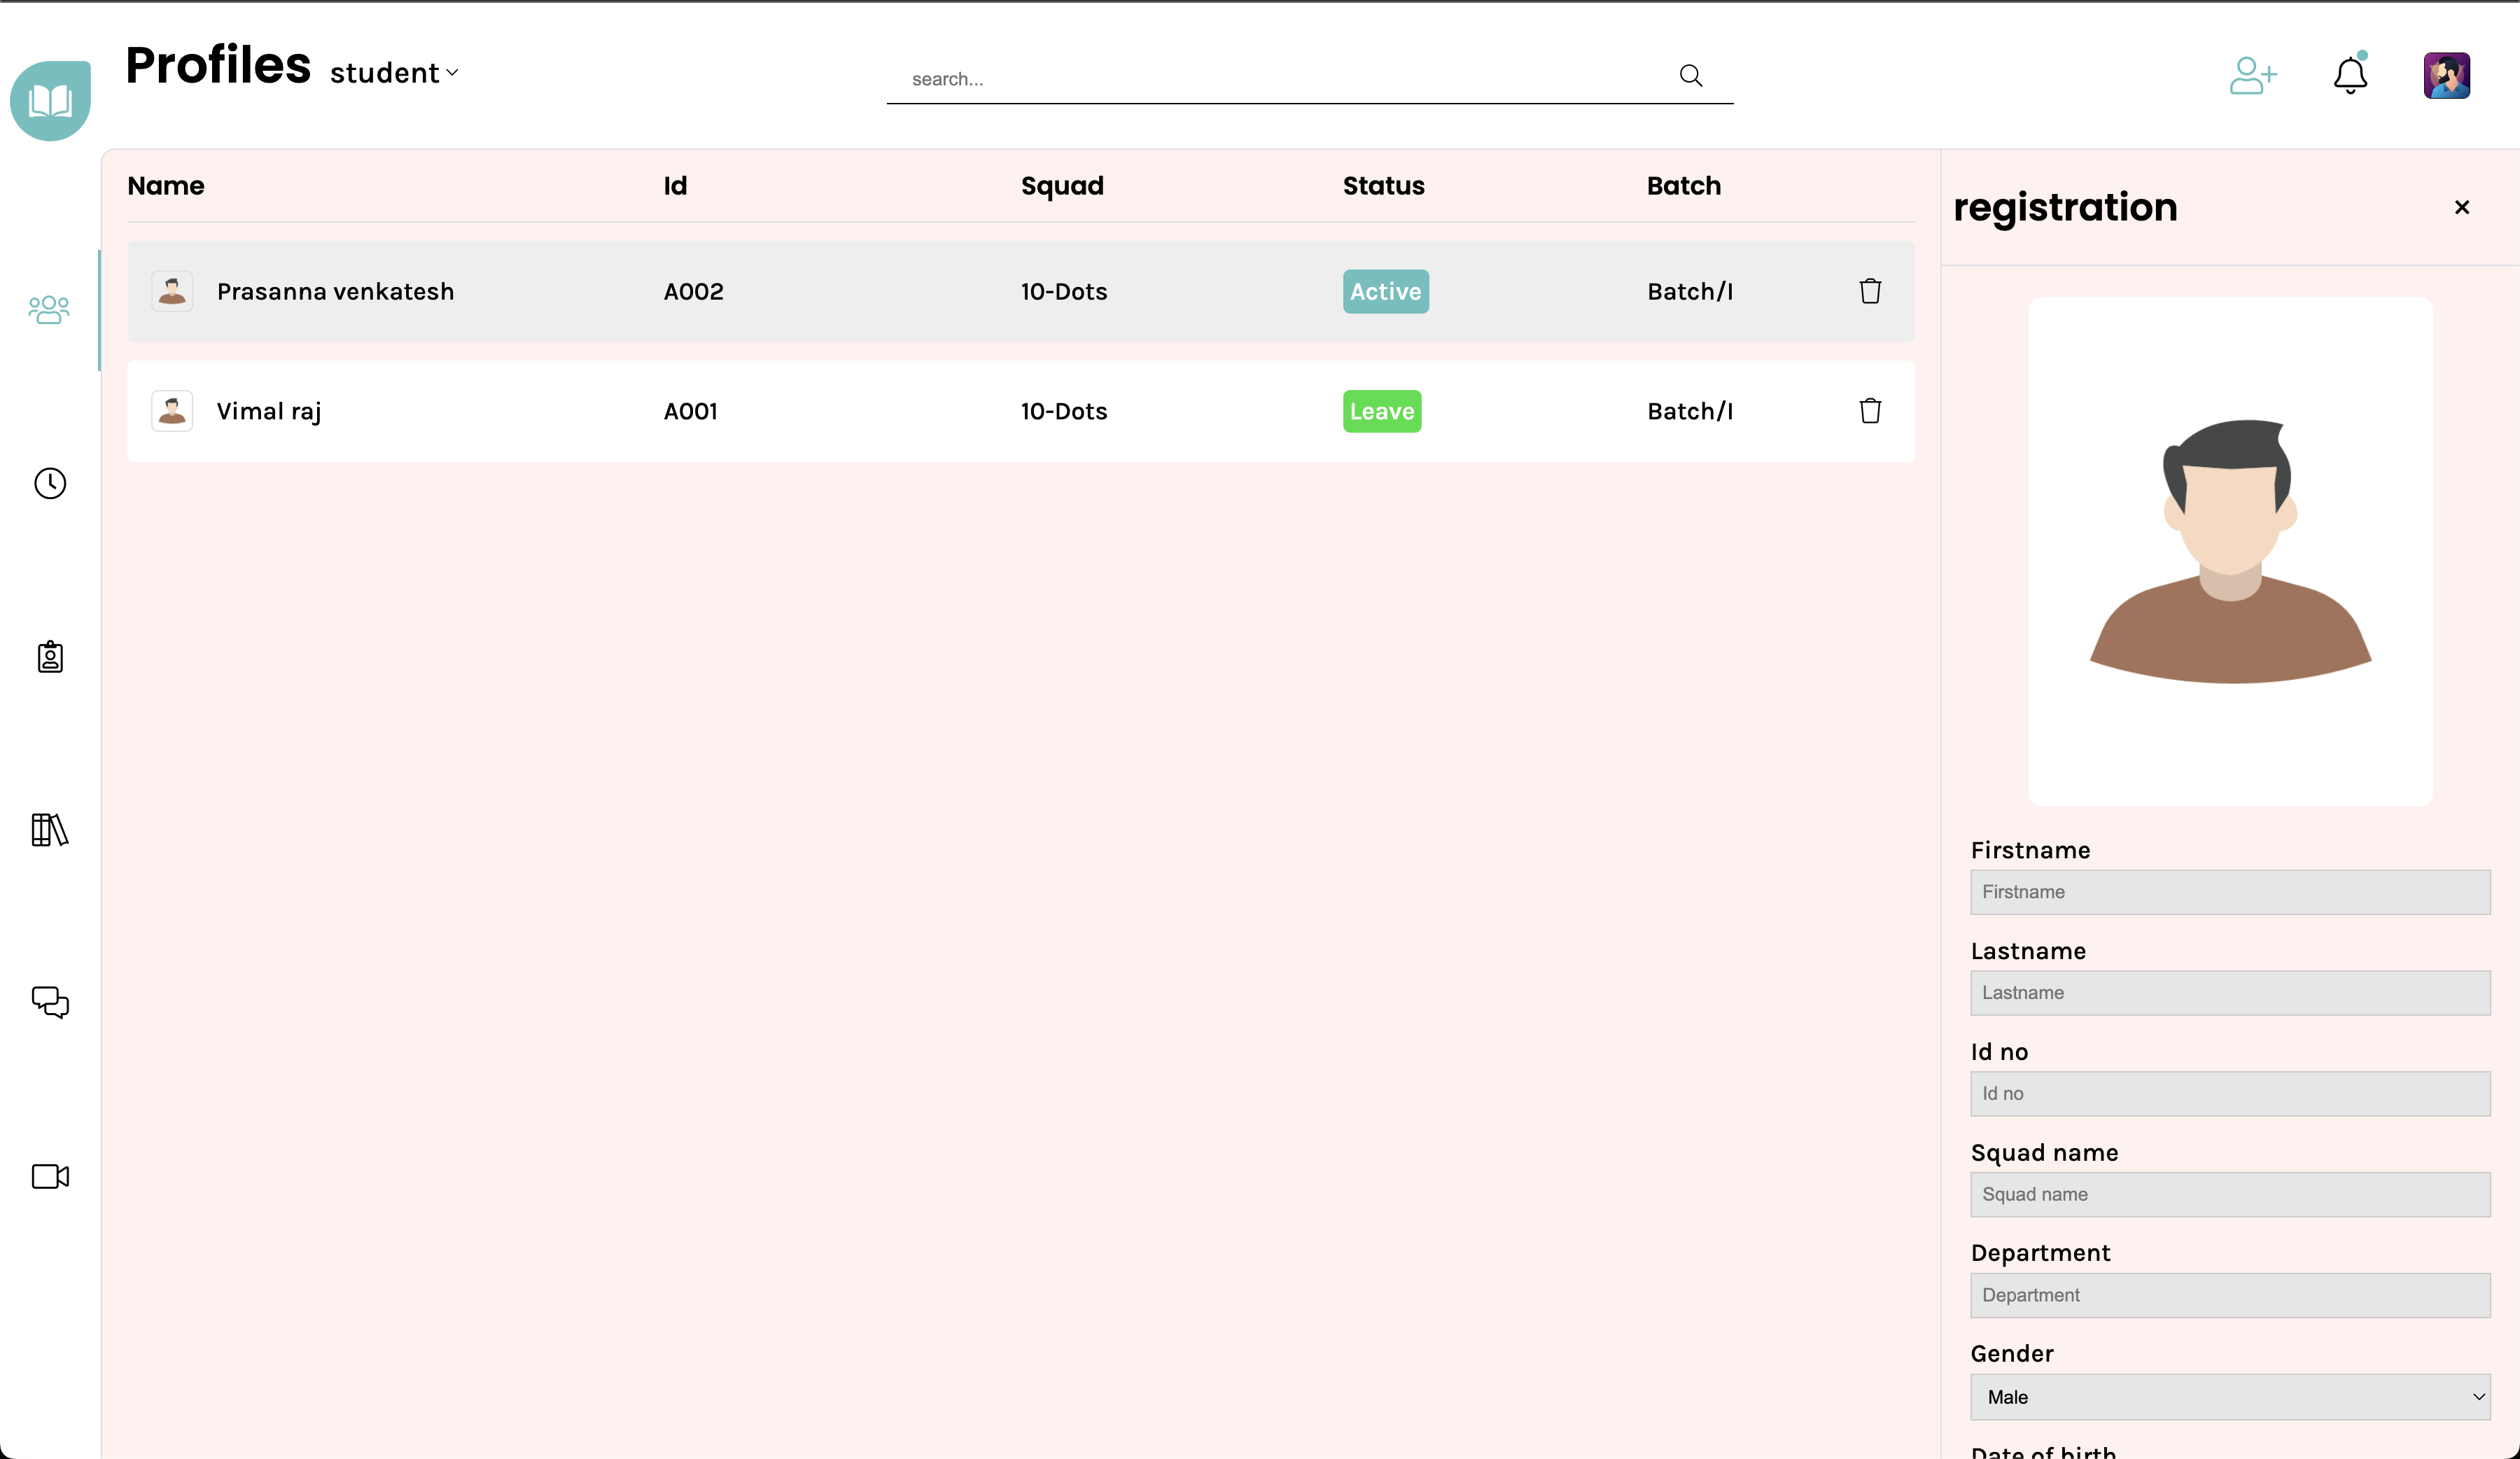 Profiles student
search...
Name Id Squad Status Batch
Prasanna venkatesh A002 10-Dots Active Batch/I
Vimal raj A001 10-Dots Leave Batch/I
registration
Firstname
Firstname
Lastname
Lastname
Id no
Id no
Squad name
Squad name
Department
Department
Gender
Male
Date of birth